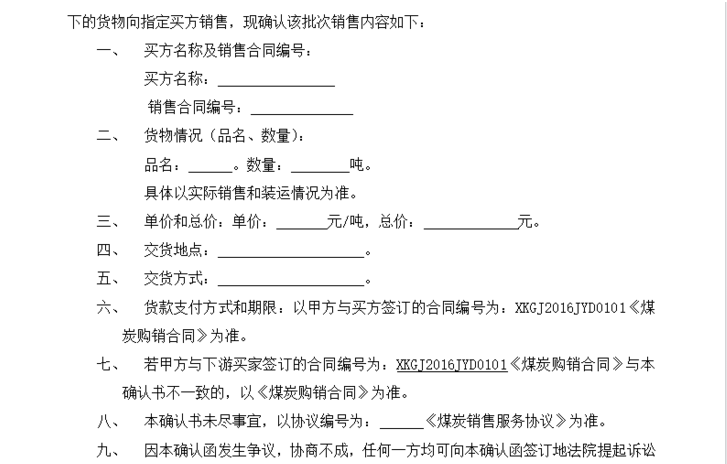 下的货物向指定买方销售，现确认该批次销售内容如下：
一、 买方名称及销售合同编号：
买方名称：________________
销售合同编号：______________
二、 货物情况（品名、数量）：
品名：______。数量：________吨。
具体以实际销售和装运情况为准。
三、 单价和总价：单价：_______元/吨，总价：_____________元。
四、 交货地点：____________________。
五、 交货方式：____________________。
六、 货款支付方式和期限：以甲方与买方签订的合同编号为：XKGJ2016JYD0101《煤
炭购销合同》为准。
七、 若甲方与下游买家签订的合同编号为：XKGJ2016JYD0101《煤炭购销合同》与本
确认书不一致的，以《煤炭购销合同》为准。
八、 本确认书未尽事宜，以协议编号为：______《煤炭销售服务协议》为准。
九、 因本确认函发生争议，协商不成，任何一方均可向本确认函签订地法院提起诉讼